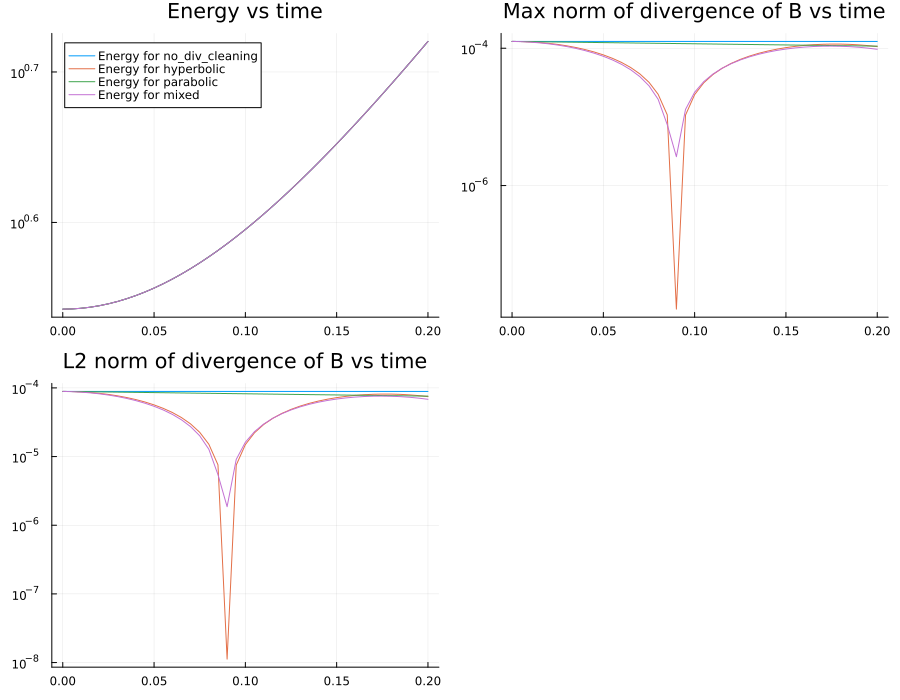 Energy vs time
10^0.7
10^0.6
Energy for no_div_cleaning
Energy for hyperbolic
Energy for parabolic
Energy for mixed
0.00 0.05 0.10 0.15 0.20
Max norm of divergence of B vs time
10^-4
10^-6
0.00 0.05 0.10 0.15 0.20
L2 norm of divergence of B vs time
10^-4
10^-5
10^-6
10^-7
10^-8
0.00 0.05 0.10 0.15 0.20